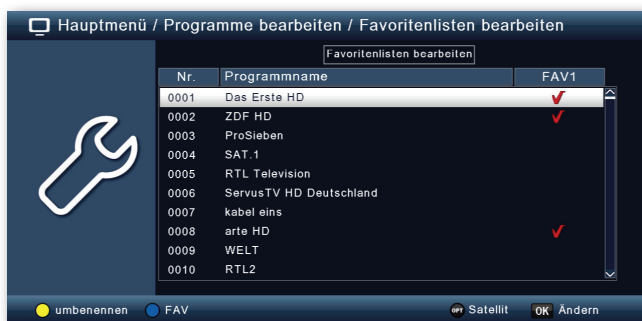 Hauptmenü / Programme bearbeiten / Favoritenlisten bearbeiten
Favoritenlisten bearbeiten
Nr. Programmname FAV1
0001 Das Erste HD
0002 ZDF HD
0003 ProSieben
0004 SAT.1
0005 RTL Television
0006 ServusTV HD Deutschland
0007 kabel eins
0008 arte HD
0009 WELT
0010 RTL2
umbenennen FAV OPT Satellit OK Ändern